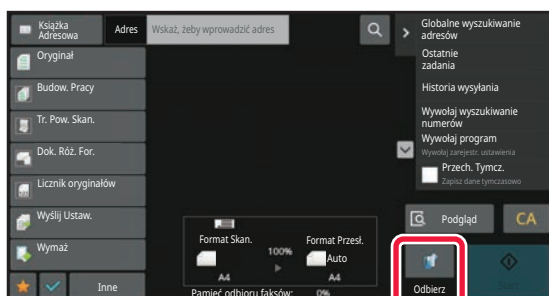 Książka
Adresowa
Adres
Wskaż, żeby wprowadzić adres
Oryginał
Budow. Pracy
Tr. Pow. Skan.
Dok. Róż. For.
Licznik oryginałów
Wyślij Ustaw.
Wymaż
Inne
Format Skan.
A4
100%
Format Przesł.
Auto
A4
Pamięć odbioru faksów:
0%
Globalne wyszukiwanie
adresów
Ostatnie
zadania
Historia wysyłania
Wywołaj wyszukiwanie
numerów
Wywołaj program
Wywołaj zarejestr. ustawienia
Przech. Tymcz.
Zapisz dane tymczasowo
Podgląd
CA
Odbierz
Start